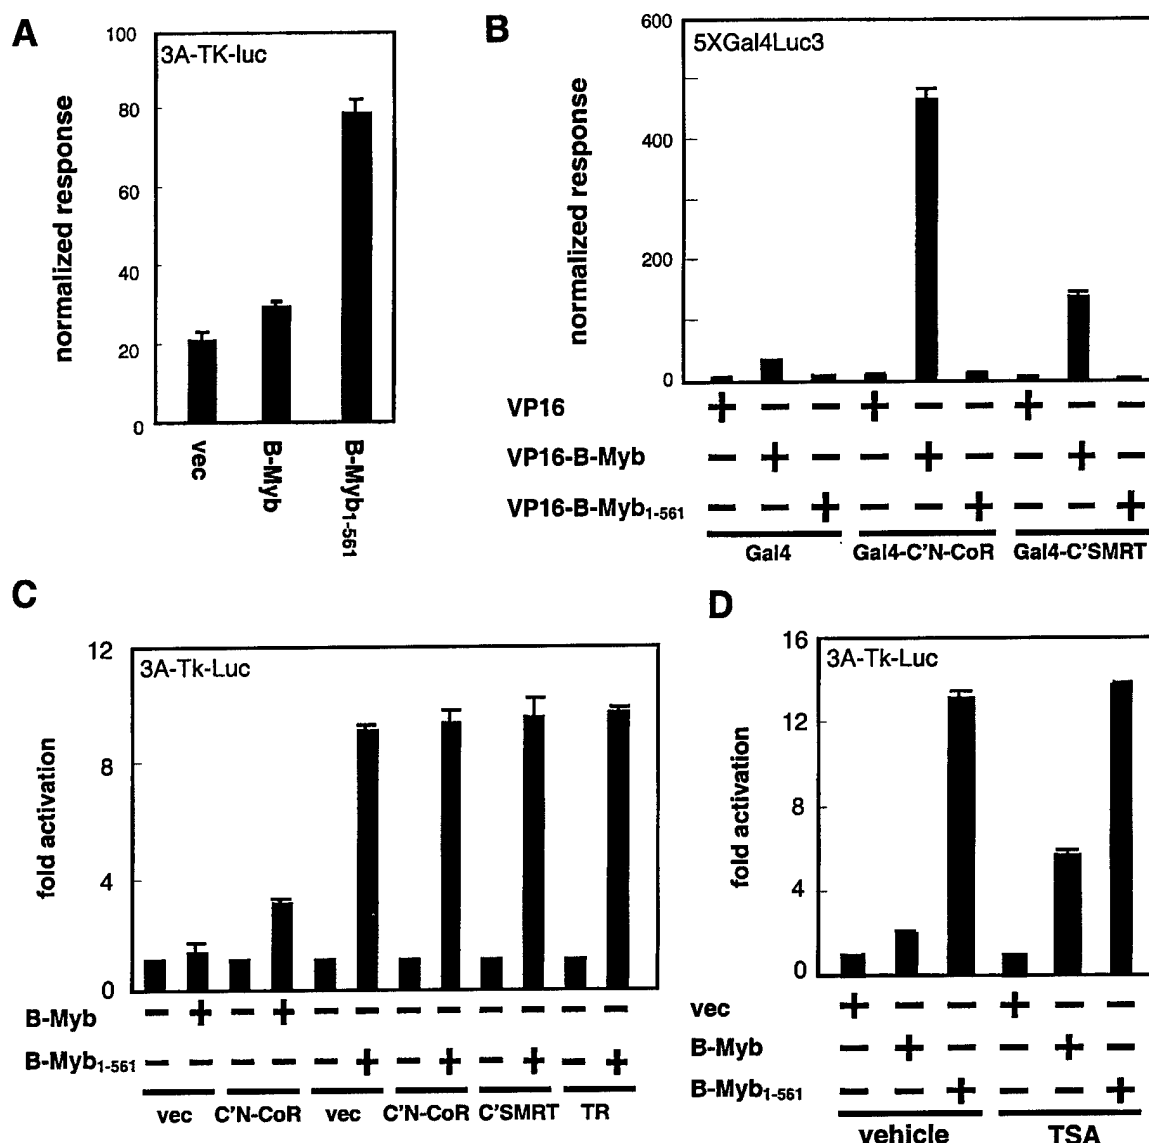 A
3A-TK-luc
normalized response
100
80
60
40
20
0
vec
B-Myb
B-Myb1-561
B
5XGal4Luc3
normalized response
600
400
200
0
VP16 + − − + − − + − −
VP16-B-Myb − + − − + − − + −
VP16-B-Myb1-561 − − + − − + − − +
Gal4 Gal4-C'N-CoR Gal4-C'SMRT
C
3A-Tk-Luc
fold activation
12
8
4
0
B-Myb − + − + − − − − − − − −
B-Myb1-561 − − − − − + − + − + − +
vec C'N-CoR vec C'N-CoR C'SMRT TR
D
3A-Tk-Luc
fold activation
16
12
8
4
0
vec + − − + − −
B-Myb − + − − + −
B-Myb1-561 − − + − − +
vehicle TSA